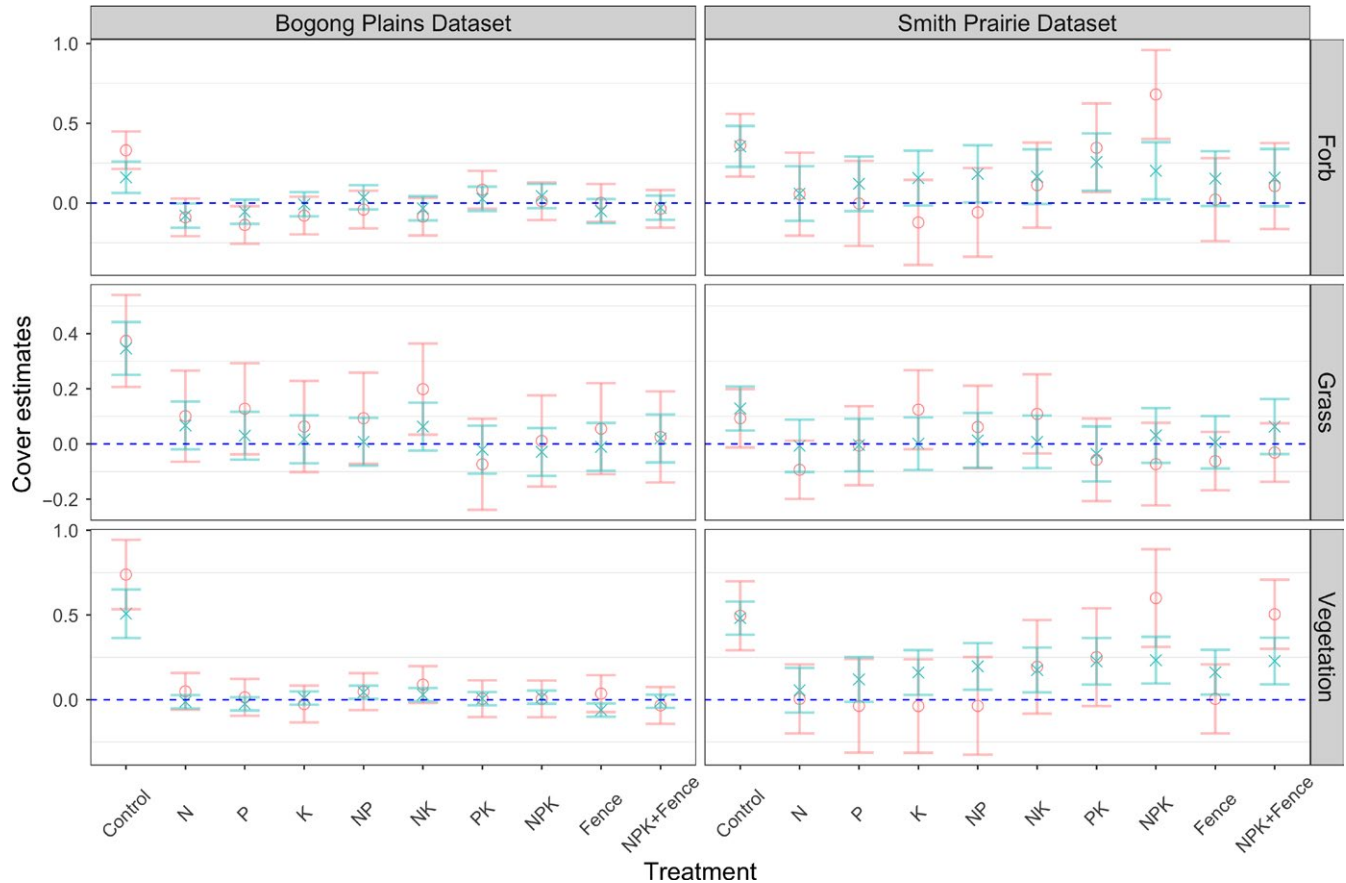 Bogong Plains Dataset
Smith Prairie Dataset
1.0
0.5
0.0
Forb
0.4
0.2
0.0
−0.2
Grass
1.0
0.5
0.0
Vegetation
Cover estimates
Control
N
P
K
NP
NK
PK
NPK
Fence
NPK+Fence
Control
N
P
K
NP
NK
PK
NPK
Fence
NPK+Fence
Treatment